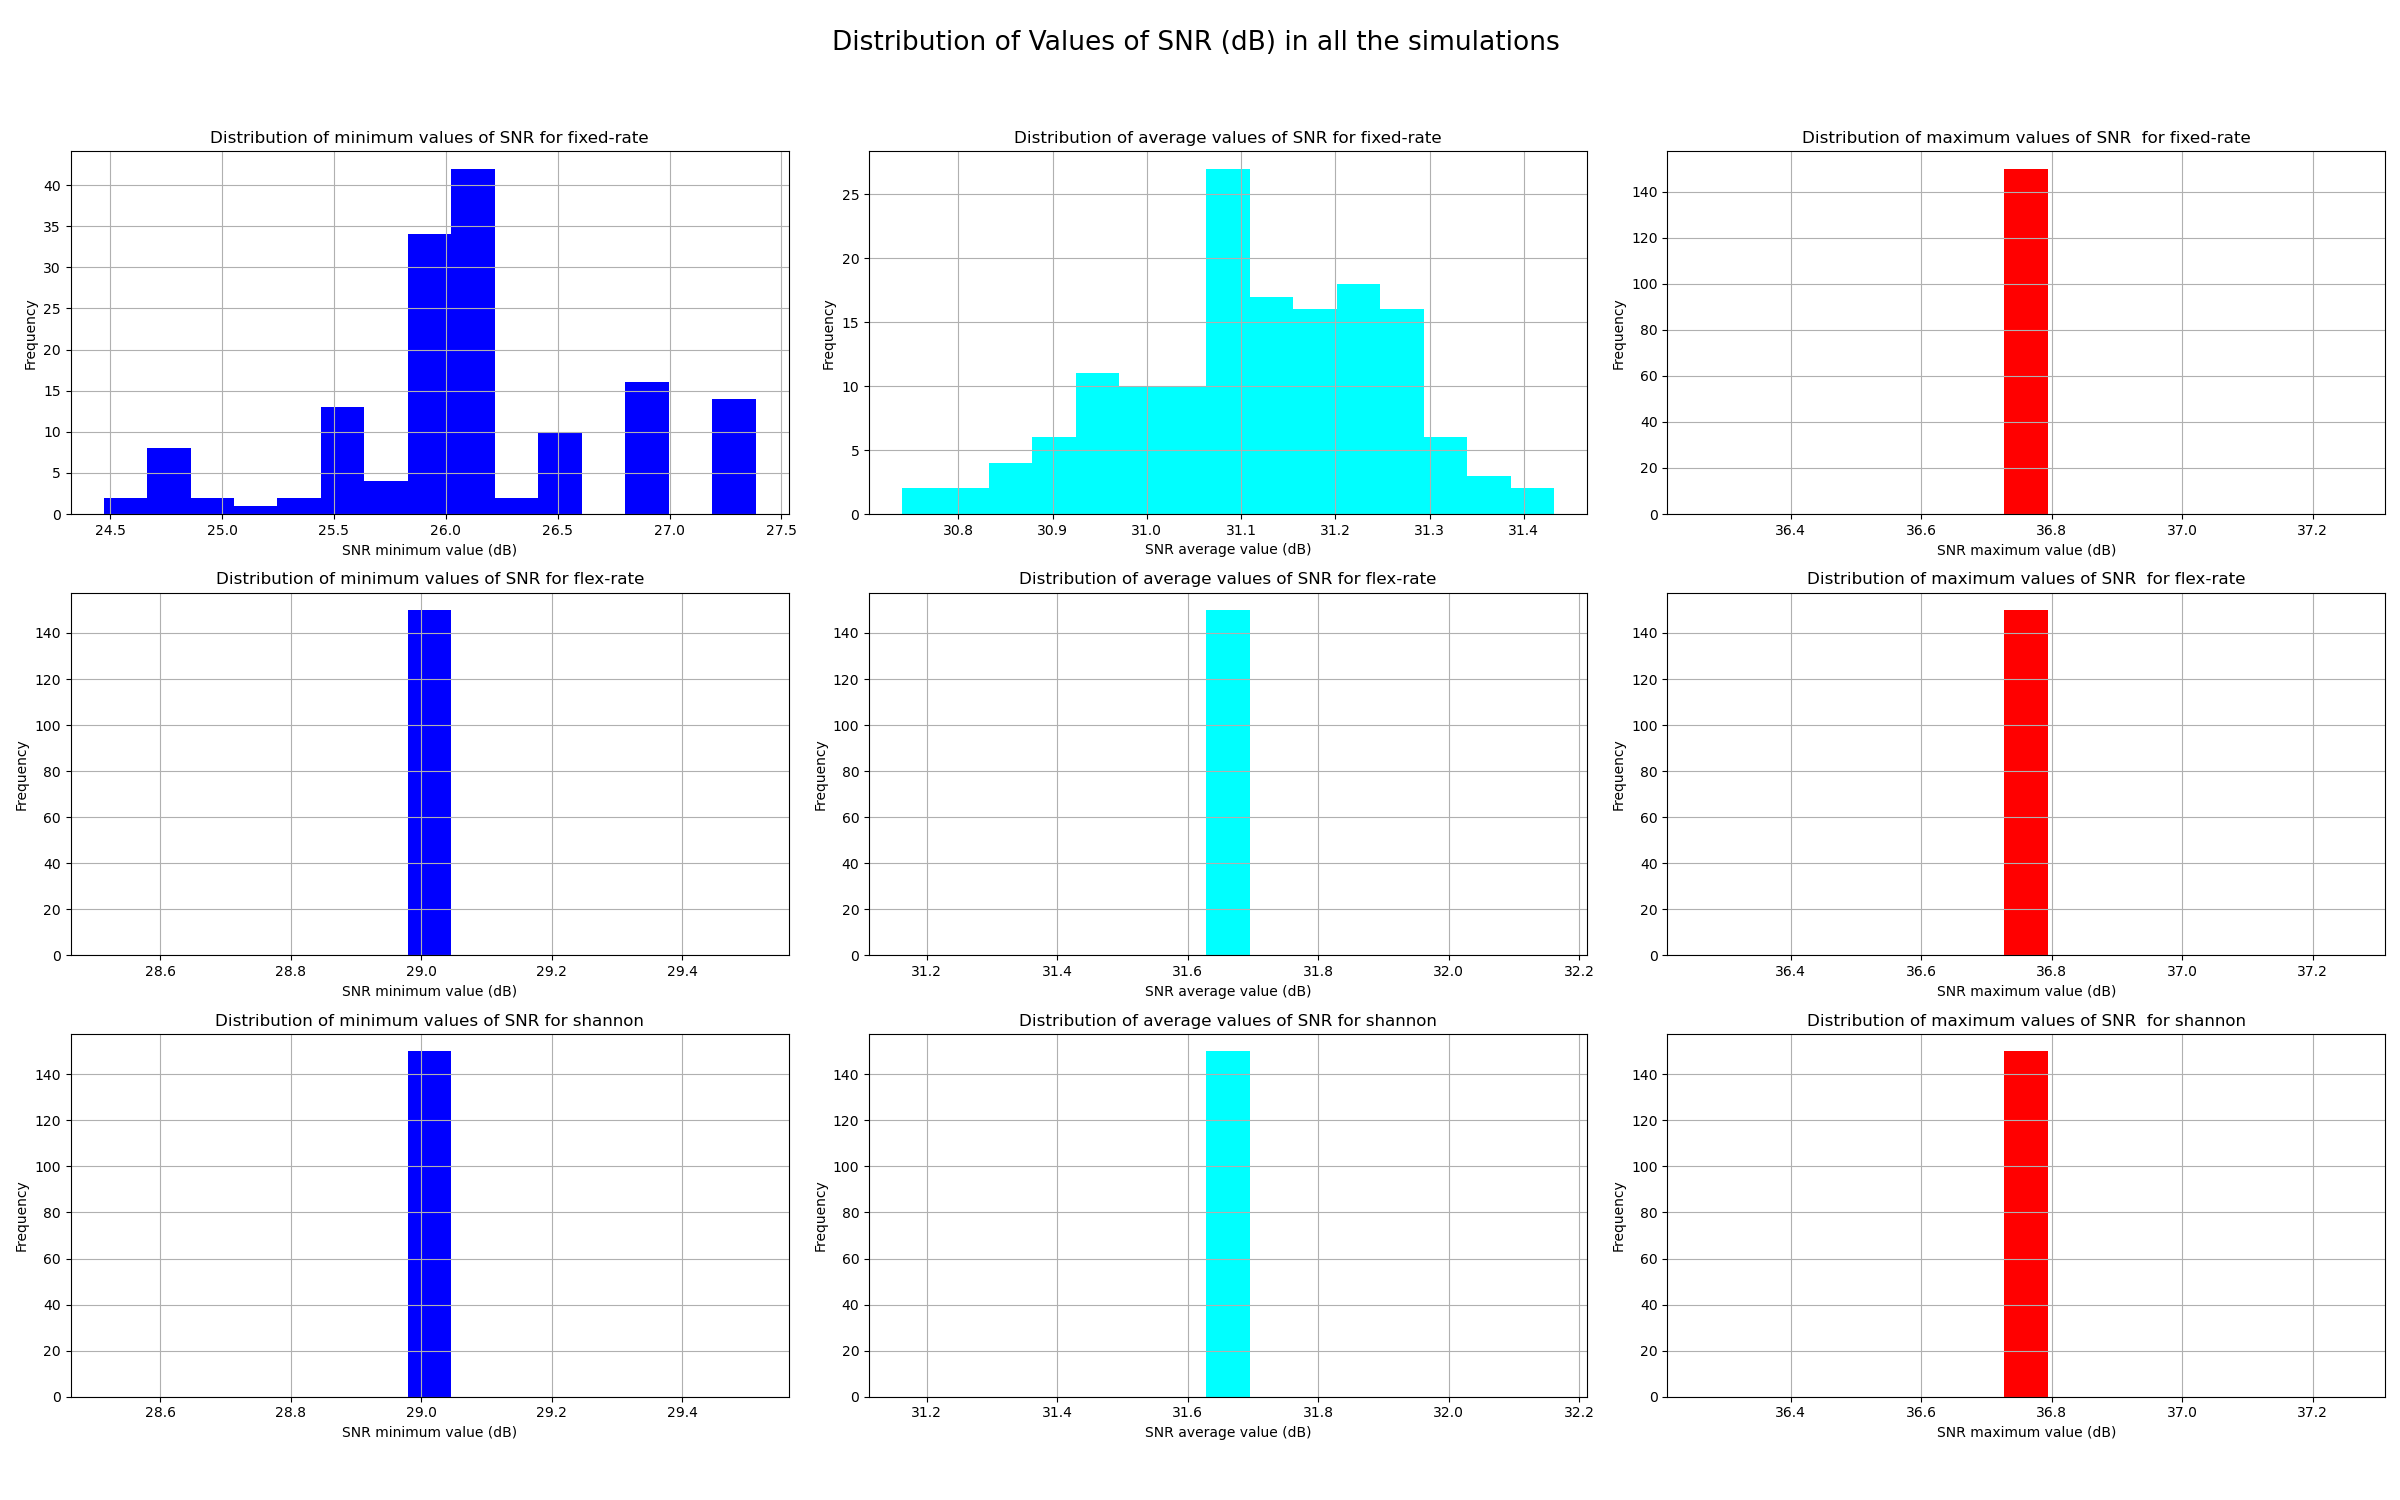 Distribution of Values of SNR (dB) in all the simulations
Distribution of minimum values of SNR for fixed-rate
Frequency
40
35
30
25
20
15
10
5
0
24.5 25.0 25.5 26.0 26.5 27.0 27.5
SNR minimum value (dB)
Distribution of average values of SNR for fixed-rate
Frequency
25
20
15
10
5
0
30.8 30.9 31.0 31.1 31.2 31.3 31.4
SNR average value (dB)
Distribution of maximum values of SNR  for fixed-rate
Frequency
140
120
100
80
60
40
20
0
36.4 36.6 36.8 37.0 37.2
SNR maximum value (dB)
Distribution of minimum values of SNR for flex-rate
Frequency
140
120
100
80
60
40
20
0
28.6 28.8 29.0 29.2 29.4
SNR minimum value (dB)
Distribution of average values of SNR for flex-rate
Frequency
140
120
100
80
60
40
20
0
31.2 31.4 31.6 31.8 32.0 32.2
SNR average value (dB)
Distribution of maximum values of SNR  for flex-rate
Frequency
140
120
100
80
60
40
20
0
36.4 36.6 36.8 37.0 37.2
SNR maximum value (dB)
Distribution of minimum values of SNR for shannon
Frequency
140
120
100
80
60
40
20
0
28.6 28.8 29.0 29.2 29.4
SNR minimum value (dB)
Distribution of average values of SNR for shannon
Frequency
140
120
100
80
60
40
20
0
31.2 31.4 31.6 31.8 32.0 32.2
SNR average value (dB)
Distribution of maximum values of SNR  for shannon
Frequency
140
120
100
80
60
40
20
0
36.4 36.6 36.8 37.0 37.2
SNR maximum value (dB)